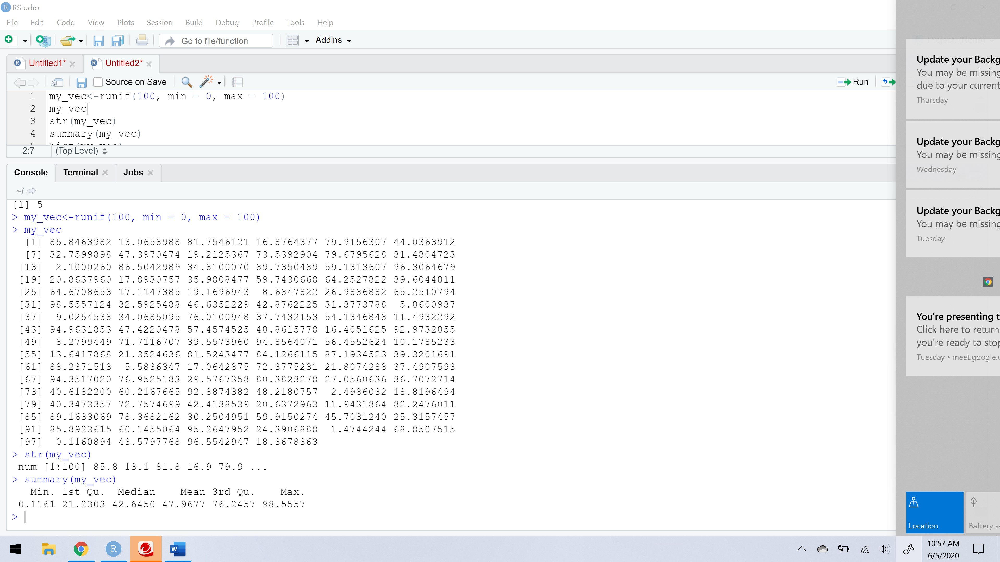 RStudio
File Edit Code View Plots Session Build Debug Profile Tools Help
Go to file/function Addins
Untitled1* Untitled2*
Source on Save Run
1 my_vec<-runif(100, min = 0, max = 100)
2 my_vec
3 str(my_vec)
4 summary(my_vec)
2:7 (Top Level)
Console Terminal Jobs
~/
[1] 5
> my_vec<-runif(100, min = 0, max = 100)
> my_vec
[1] 85.8463982 13.0658988 81.7546121 16.8764377 79.9156307 44.0363912
[7] 32.7599898 47.3970474 19.2125367 73.5392904 79.6795628 31.4804723
[13] 2.1000260 86.5042989 34.8100070 89.7350489 59.1313607 96.3064679
[19] 20.8637960 17.8930757 35.9808477 59.7430668 64.2527822 39.6044011
[25] 64.6708653 17.1147385 19.1696943 8.6847822 26.9886882 65.2510794
[31] 98.5557124 32.5925488 46.6352229 42.8762225 31.3773788 5.0600937
[37] 9.0254538 34.0685095 76.0100948 37.7432153 54.1346848 11.4932292
[43] 94.9631853 47.4220478 57.4574525 40.8615778 16.4051625 92.9732055
[49] 8.2799449 71.7116707 39.5573960 94.8564071 56.4552624 10.1785233
[55] 13.6417868 21.3524636 81.5243477 84.1266115 87.1934523 39.3201691
[61] 88.2371513 5.5836347 17.0642875 72.3775231 21.8074288 37.4907593
[67] 94.3517020 76.9525183 29.5767358 80.3823278 27.0560636 36.7072714
[73] 40.6182200 60.2167665 92.8874382 48.2180757 2.4986032 18.8196494
[79] 40.3473357 72.7574699 42.4138539 20.6372963 11.9431864 82.2476011
[85] 89.1633069 78.3682162 30.2504951 59.9150274 45.7031240 25.3157457
[91] 85.8923615 60.1455064 95.2647952 24.3906888 1.4744244 68.8507515
[97] 0.1160894 43.5797768 96.5542947 18.3678363
> str(my_vec)
num [1:100] 85.8 13.1 81.8 16.9 79.9 ...
> summary(my_vec)
Min. 1st Qu. Median Mean 3rd Qu. Max.
0.1161 21.2303 42.6450 47.9677 76.2457 98.5557
>
Update your Backg
You may be missing
due to your current
Thursday
Update your Backg
You may be missing
Wednesday
Update your Backg
You may be missing
Tuesday
You're presenting t
Click here to return
you're ready to stop
Tuesday • meet.google.c
Location Battery sa
10:57 AM
6/5/2020